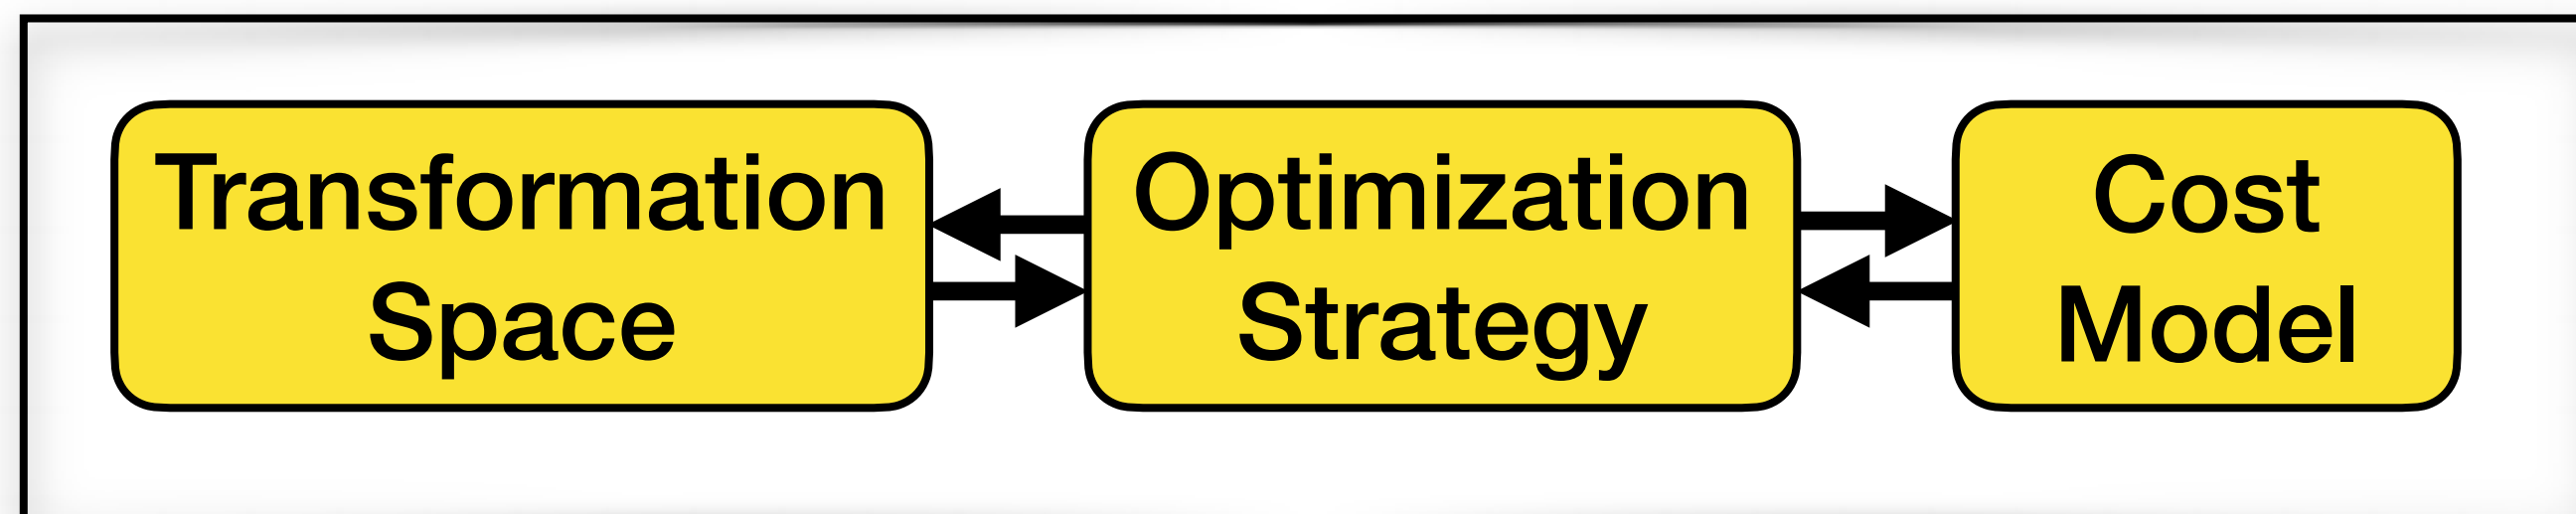 Transformation
Space
Optimization
Strategy
Cost
Model